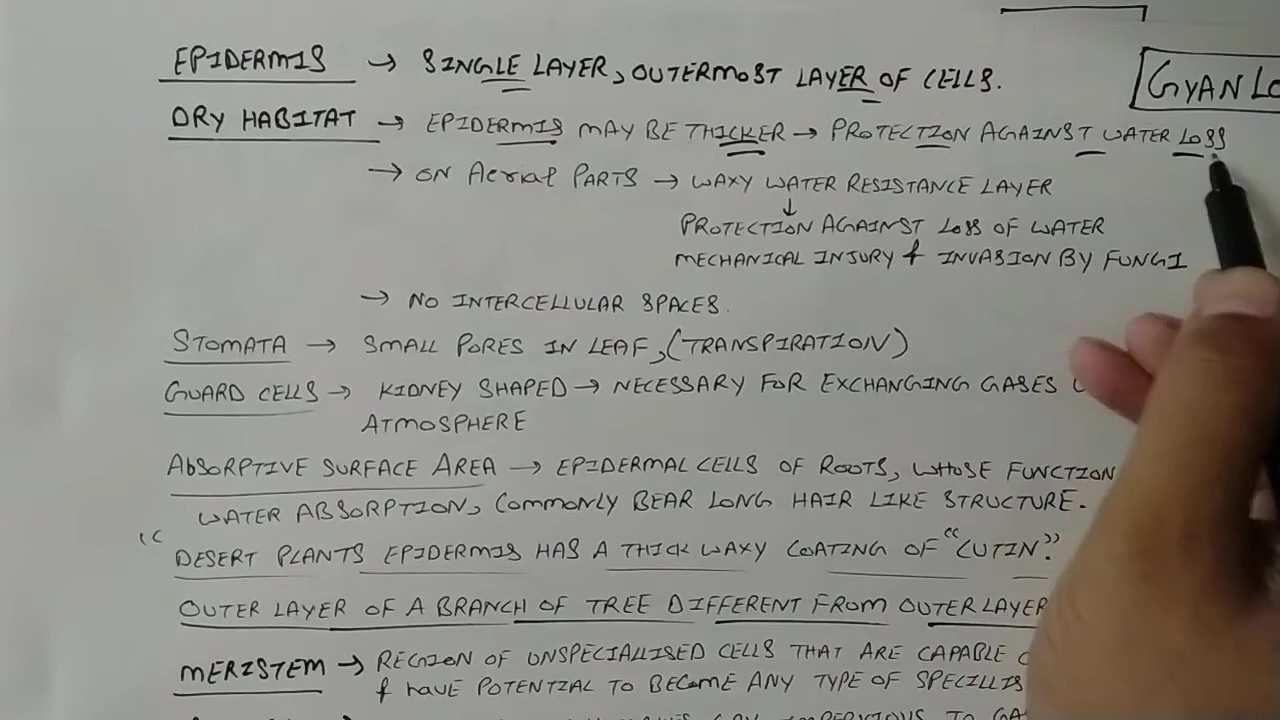 EPIDERMIS → SINGLE LAYER, OUTERMOST LAYER OF CELLS.
GYAN LO
DRY HABITAT → EPIDERMIS MAY BE THICKER → PROTECTION AGAINST WATER LOSS
→ ON Aerial PARTS → WAXY WATER RESISTANCE LAYER
↓
PROTECTION AGAINST LOSS OF WATER
MECHANICAL INJURY & INVASION BY FUNGI
→ NO INTERCELLULAR SPACES.
STOMATA → SMALL PORES IN LEAF, (TRANSPIRATION)
GUARD CELLS → KIDNEY SHAPED → NECESSARY FOR EXCHANGING GASES
ATMOSPHERE
ABSORPTIVE SURFACE AREA → EPIDERMAL CELLS OF ROOTS, WHOSE FUNCTION
WATER ABSORPTION, COMMONLY BEAR LONG HAIR LIKE STRUCTURE.
“ DESERT PLANTS EPIDERMIS HAS A THICK WAXY COATING OF “CUTIN”
OUTER LAYER OF A BRANCH OF TREE DIFFERENT FROM OUTER LAYER
MERISTEM → REGION OF UNSPECIALISED CELLS THAT ARE CAPABLE
& HAVE POTENTIAL TO BECOME ANY TYPE OF SPECILLIS